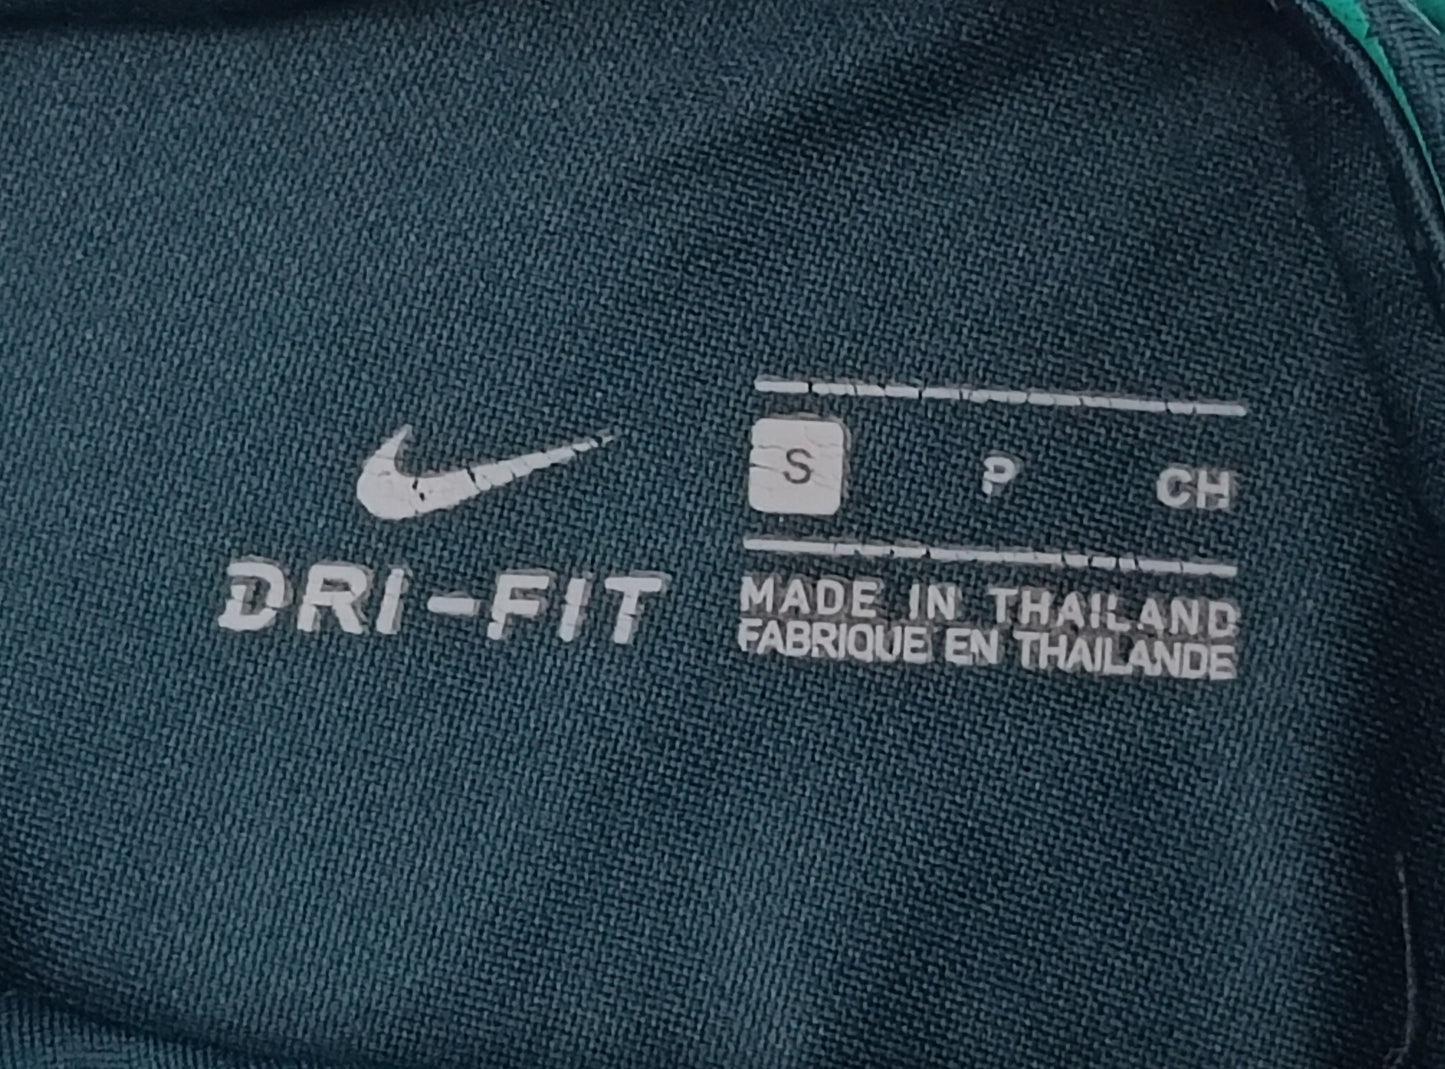 DRI-FIT
S P CH
MADE IN THAILAND
FABRIQUE EN THAILANDE